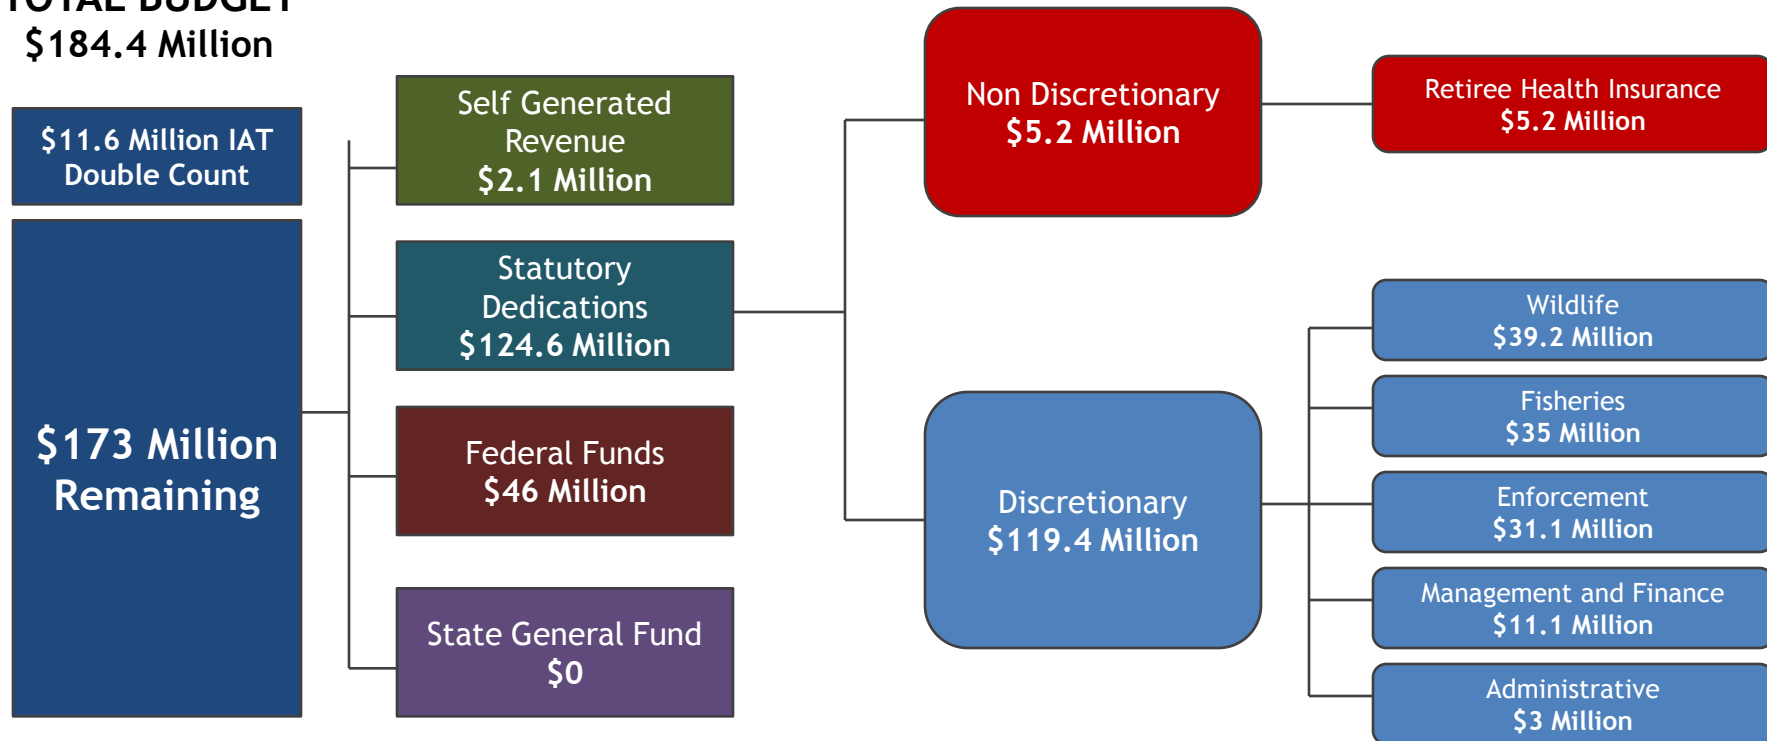 TOTAL BUDGET
$184.4 Million
$11.6 Million IAT
Double Count
$173 Million
Remaining
Self Generated
Revenue
$2.1 Million
Statutory
Dedications
$124.6 Million
Federal Funds
$46 Million
State General Fund
$0
Non Discretionary
$5.2 Million
Discretionary
$119.4 Million
Retiree Health Insurance
$5.2 Million
Wildlife
$39.2 Million
Fisheries
$35 Million
Enforcement
$31.1 Million
Management and Finance
$11.1 Million
Administrative
$3 Million